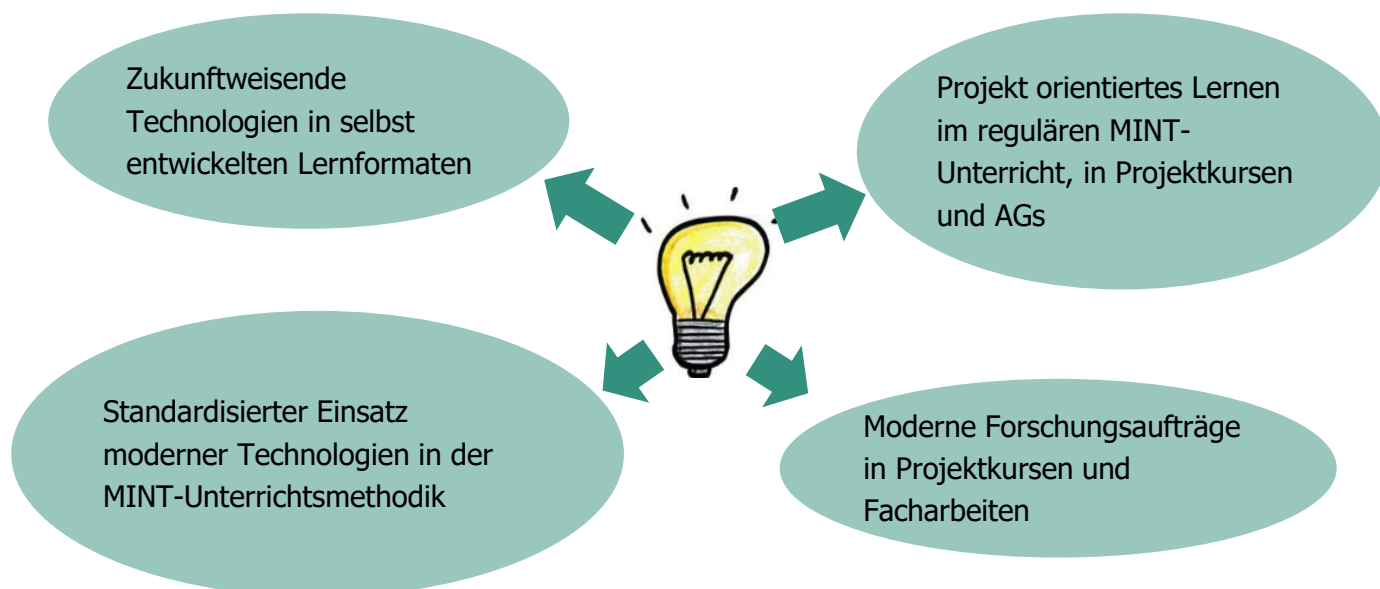 Zukunftweisende
Technologien in selbst
entwickelten Lernformaten
Projekt orientiertes Lernen
im regulären MINT-
Unterricht, in Projektkursen
und AGs
Standardisierter Einsatz
moderner Technologien in der
MINT-Unterrichtsmethodik
Moderne Forschungsaufträge
in Projektkursen und
Facharbeiten